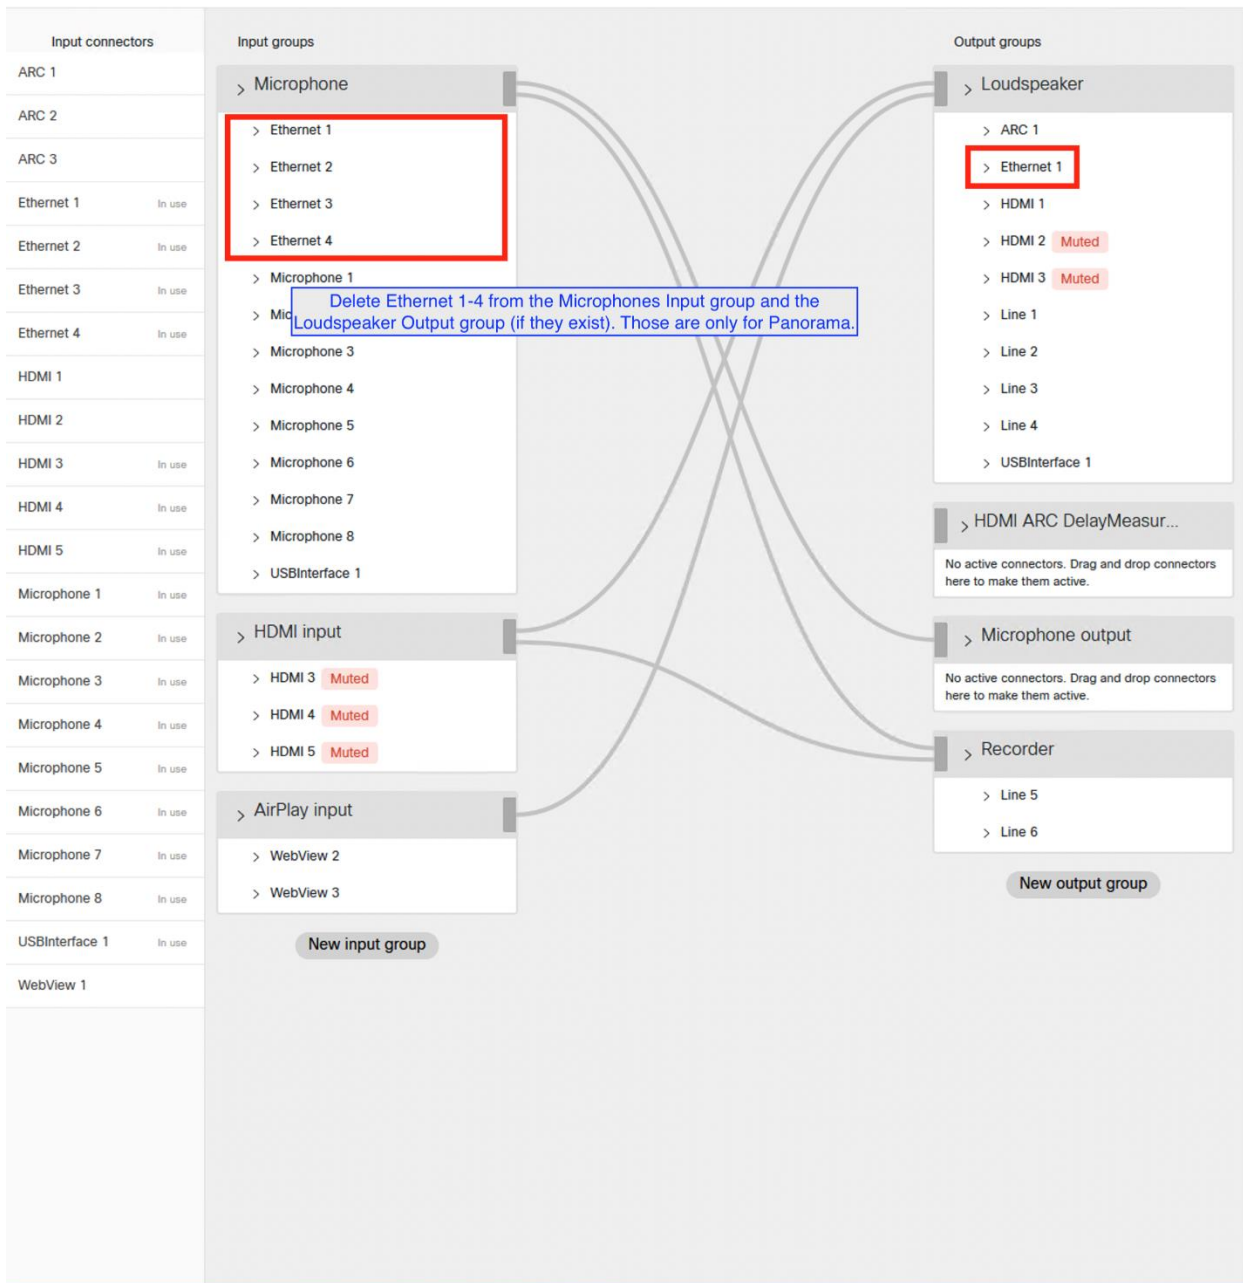 Input connectors
ARC 1
ARC 2
ARC 3
Ethernet 1 In use
Ethernet 2 In use
Ethernet 3 In use
Ethernet 4 In use
HDMI 1
HDMI 2
HDMI 3 In use
HDMI 4 In use
HDMI 5 In use
Microphone 1 In use
Microphone 2 In use
Microphone 3 In use
Microphone 4 In use
Microphone 5 In use
Microphone 6 In use
Microphone 7 In use
Microphone 8 In use
USBInterface 1 In use
WebView 1
Input groups
Microphone
Ethernet 1
Ethernet 2
Ethernet 3
Ethernet 4
Microphone 1
Delete Ethernet 1-4 from the Microphones Input group and the
Loudspeaker Output group (if they exist). Those are only for Panorama.
Microphone 3
Microphone 4
Microphone 5
Microphone 6
Microphone 7
Microphone 8
USBInterface 1
HDMI input
HDMI 3 Muted
HDMI 4 Muted
HDMI 5 Muted
AirPlay input
WebView 2
WebView 3
New input group
Output groups
Loudspeaker
ARC 1
Ethernet 1
HDMI 1
HDMI 2 Muted
HDMI 3 Muted
Line 1
Line 2
Line 3
Line 4
USBInterface 1
HDMI ARC DelayMeasur...
No active connectors. Drag and drop connectors
here to make them active.
Microphone output
No active connectors. Drag and drop connectors
here to make them active.
Recorder
Line 5
Line 6
New output group